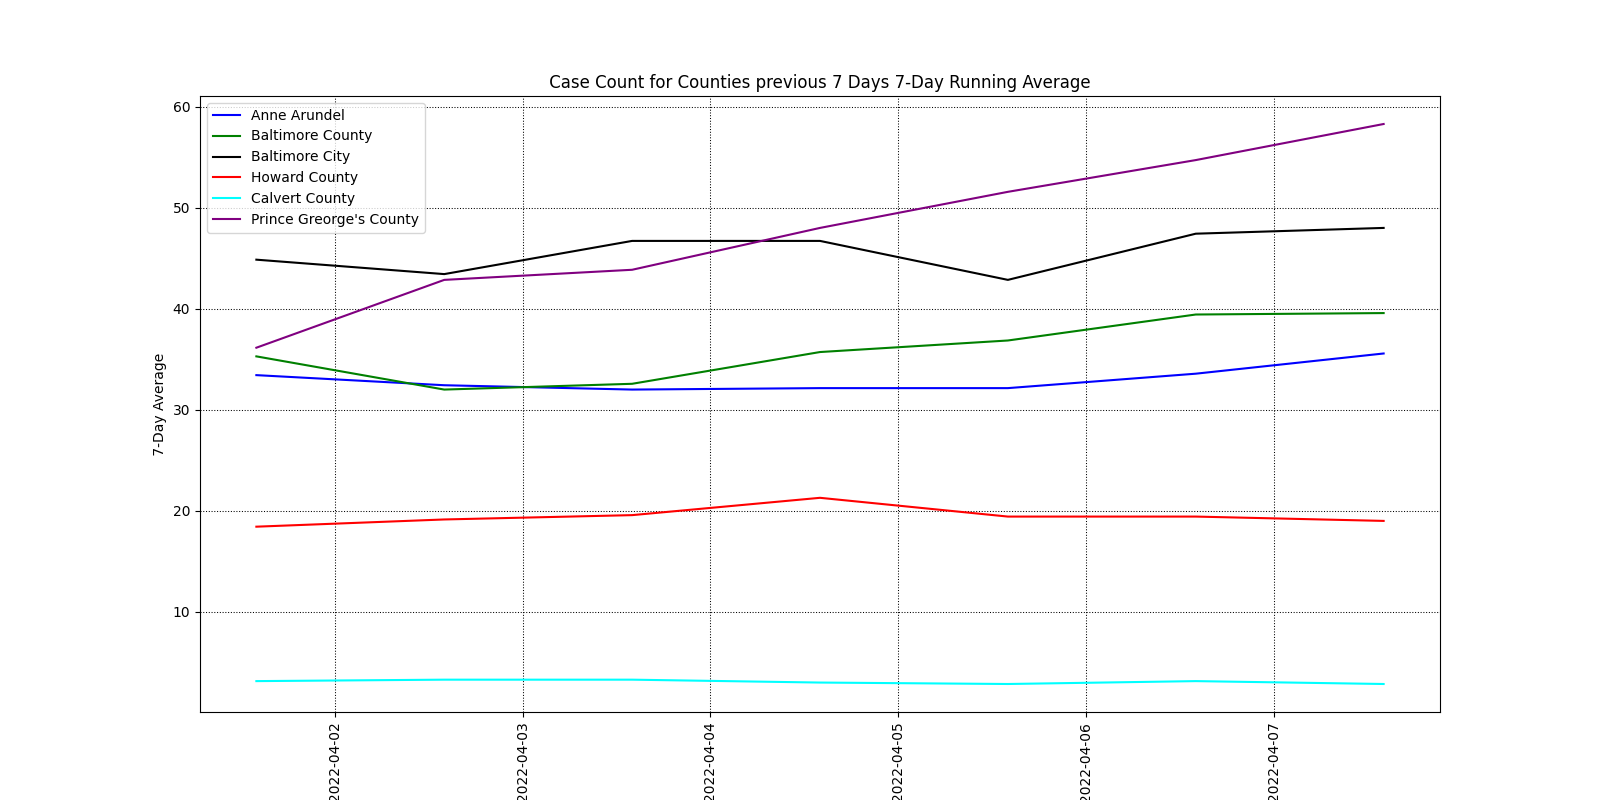 Case Count for Counties previous 7 Days 7-Day Running Average
60
50
40
30
20
10
7-Day Average
Anne Arundel
Baltimore County
Baltimore City
Howard County
Calvert County
Prince Greorge's County
2022-04-02
2022-04-03
2022-04-04
2022-04-05
2022-04-06
2022-04-07